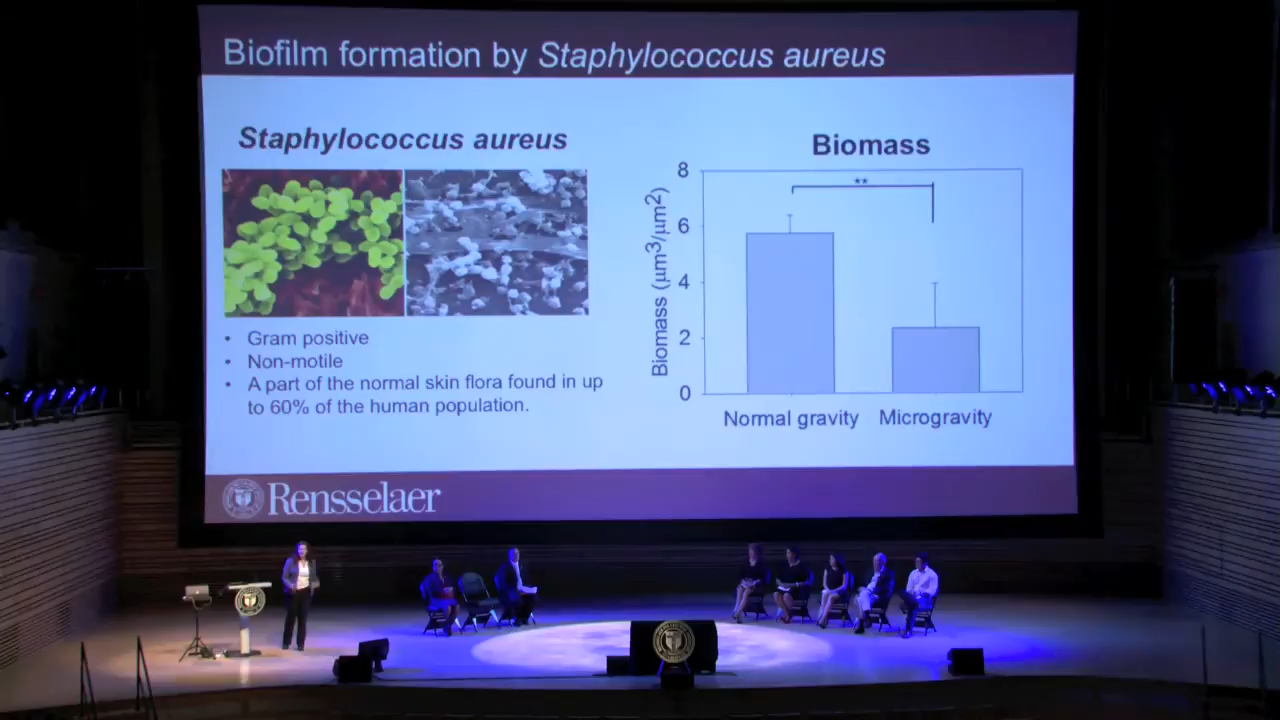 Biofilm formation by Staphylococcus aureus
Staphylococcus aureus
• Gram positive
• Non-motile
• A part of the normal skin flora found in up
to 60% of the human population.
Biomass
**
Biomass (μm3/μm2)
8
6
4
2
0
Normal gravity
Microgravity
Rensselaer